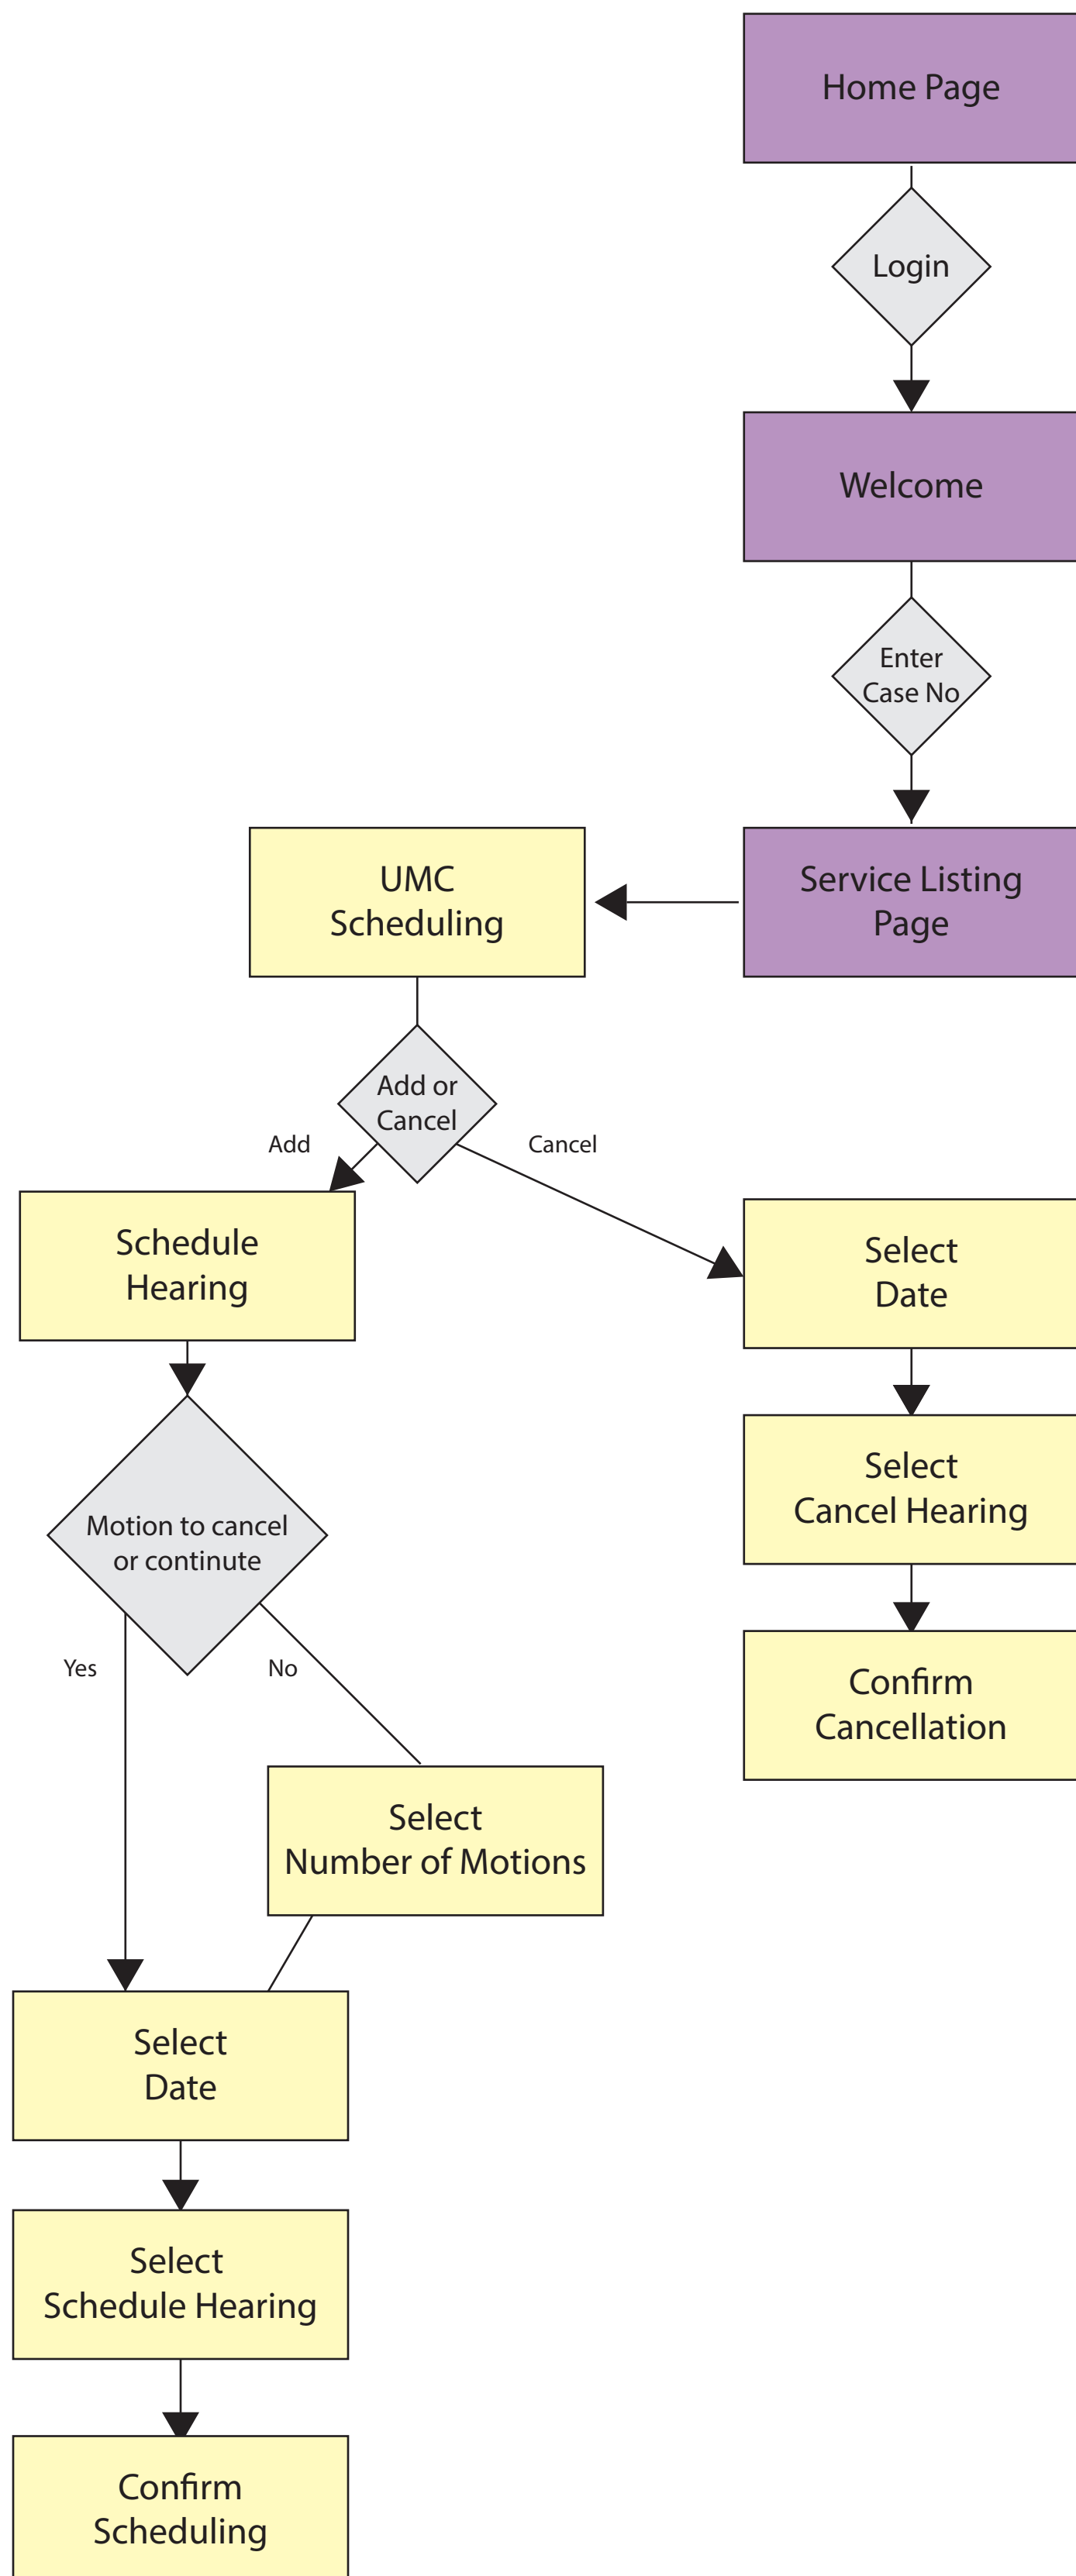 Home Page
Login
Welcome
Enter
Case No
UMC
Scheduling
Service Listing
Page
Add or
Cancel
Add
Cancel
Schedule
Hearing
Select
Date
Motion to cancel
or continute
Select
Cancel Hearing
Yes
No
Confirm
Cancellation
Select
Number of Motions
Select
Date
Select
Schedule Hearing
Confirm
Scheduling